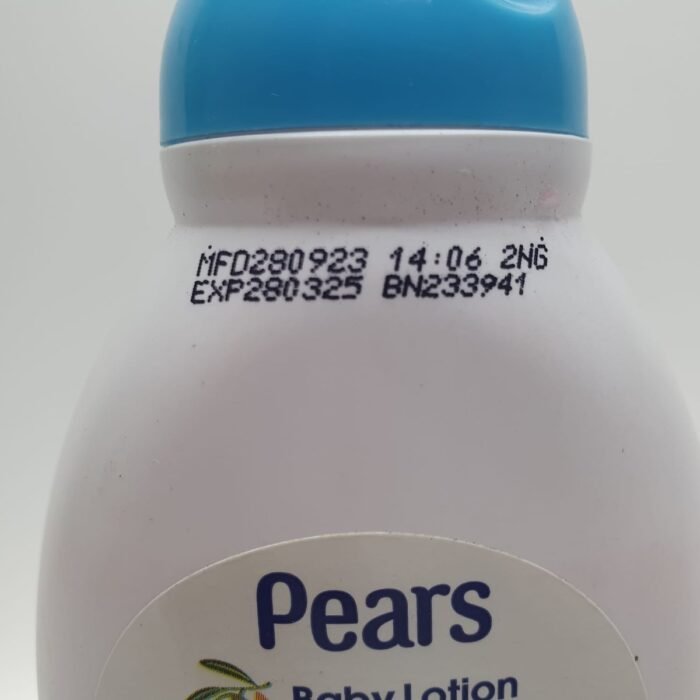 MFD280923 14:06 2NG
EXP280325 BN233941
Pears
Baby Lotion